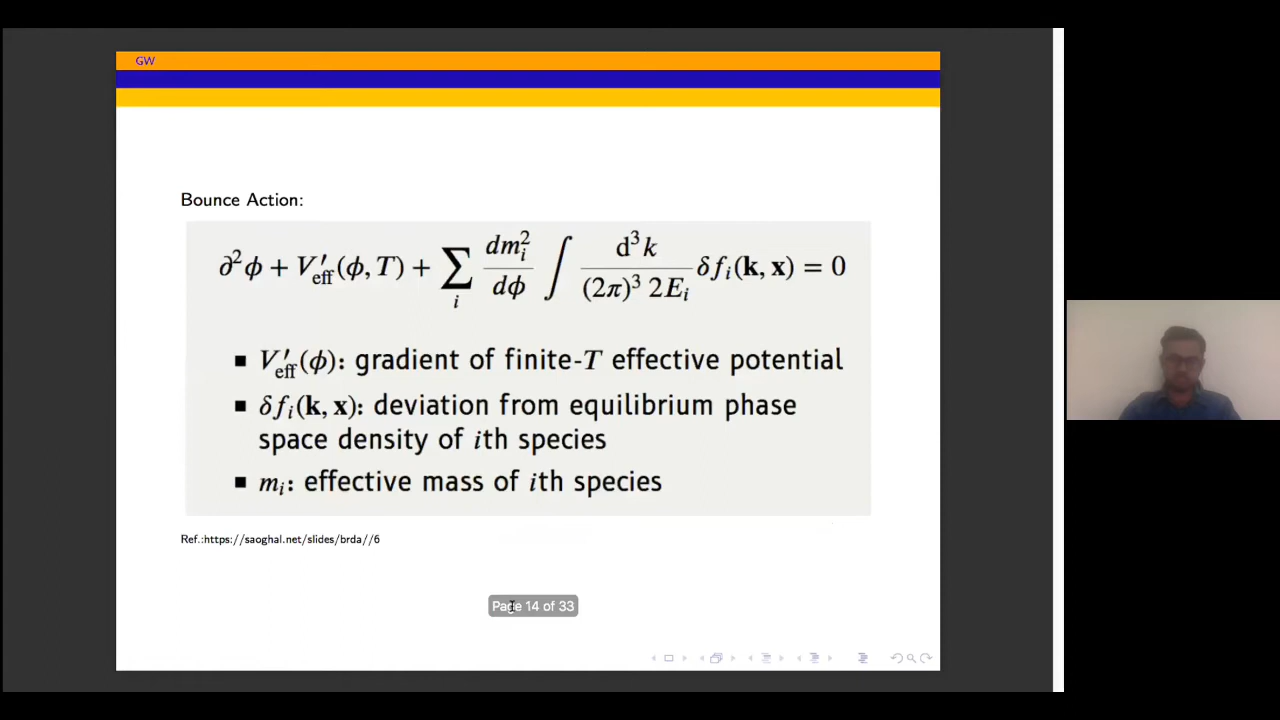 GW
Bounce Action:
∂²ϕ + V′eff(ϕ, T) + ∑i dm²i/dϕ ∫ d³k/((2π)³ 2Ei) δfi(k, x) = 0
■ V′eff(ϕ): gradient of finite-T effective potential
■ δfi(k, x): deviation from equilibrium phase
space density of ith species
■ mi: effective mass of ith species
Ref.:https://saoghal.net/slides/brda//6
Page 14 of 33